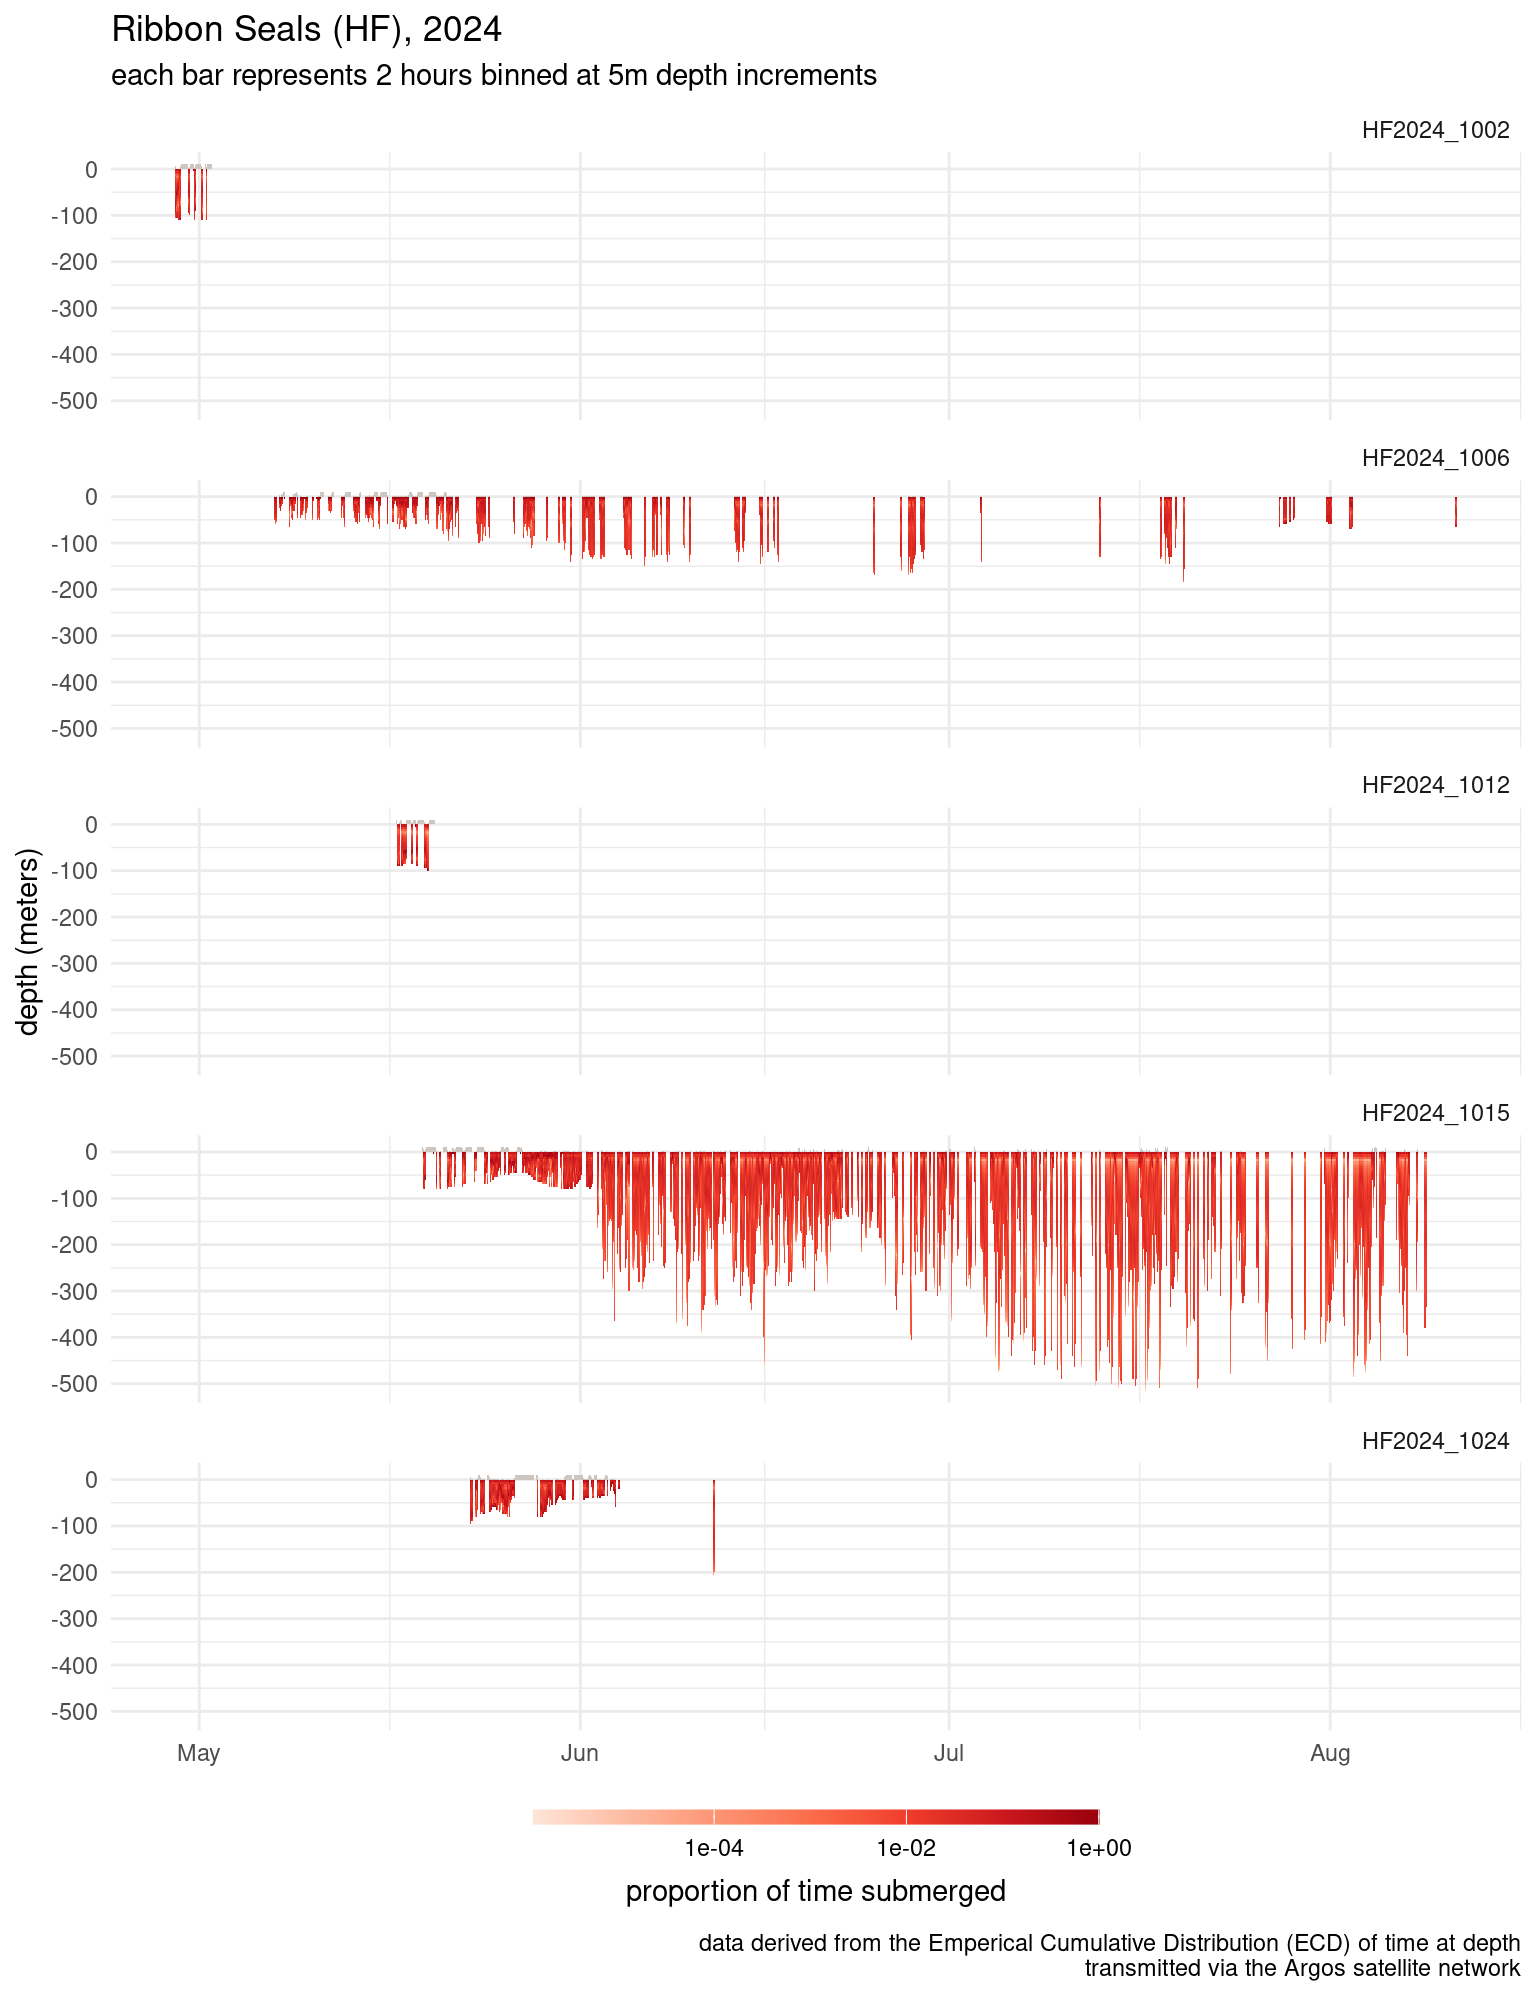 Ribbon Seals (HF), 2024
each bar represents 2 hours binned at 5m depth increments
HF2024_1002
0
-100
-200
-300
-400
-500
HF2024_1006
0
-100
-200
-300
-400
-500
HF2024_1012
0
-100
-200
-300
-400
-500
depth (meters)
HF2024_1015
0
-100
-200
-300
-400
-500
HF2024_1024
0
-100
-200
-300
-400
-500
May Jun Jul Aug
1e-04 1e-02 1e+00
proportion of time submerged
data derived from the Emperical Cumulative Distribution (ECD) of time at depth
transmitted via the Argos satellite network